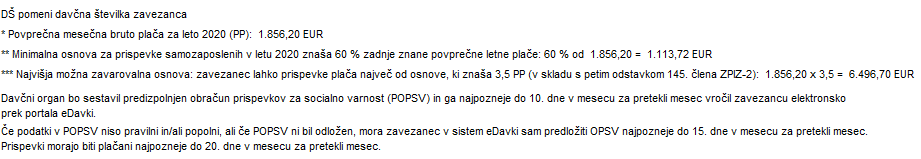 DŠ pomeni davčna številka zavezanca
* Povprečna mesečna bruto plača za leto 2020 (PP): 1.856,20 EUR
** Minimalna osnova za prispevke samozaposlenih v letu 2020 znaša 60 % zadnje znane povprečne letne plače: 60 % od 1.856,20 = 1.113,72 EUR
*** Najvišja možna zavarovalna osnova: zavezanec lahko prispevke plača največ od osnove, ki znaša 3,5 PP (v skladu s petim odstavkom 145. člena ZPIZ-2): 1.856,20 x 3,5 = 6.496,70 EUR
Davčni organ bo sestavil predizpolnjen obračun prispevkov za socialno varnost (POPSV) in ga najpozneje do 10. dne v mesecu za pretekli mesec vročil zavezancu elektronsko
prek portala eDavki.
Če podatki v POPSV niso pravilni in/ali popolni, ali če POPSV ni bil odložen, mora zavezanec v sistem eDavki sam predložiti OPSV najpozneje do 15. dne v mesecu za pretekli mesec.
Prispevki morajo biti plačani najpozneje do 20. dne v mesecu za pretekli mesec.